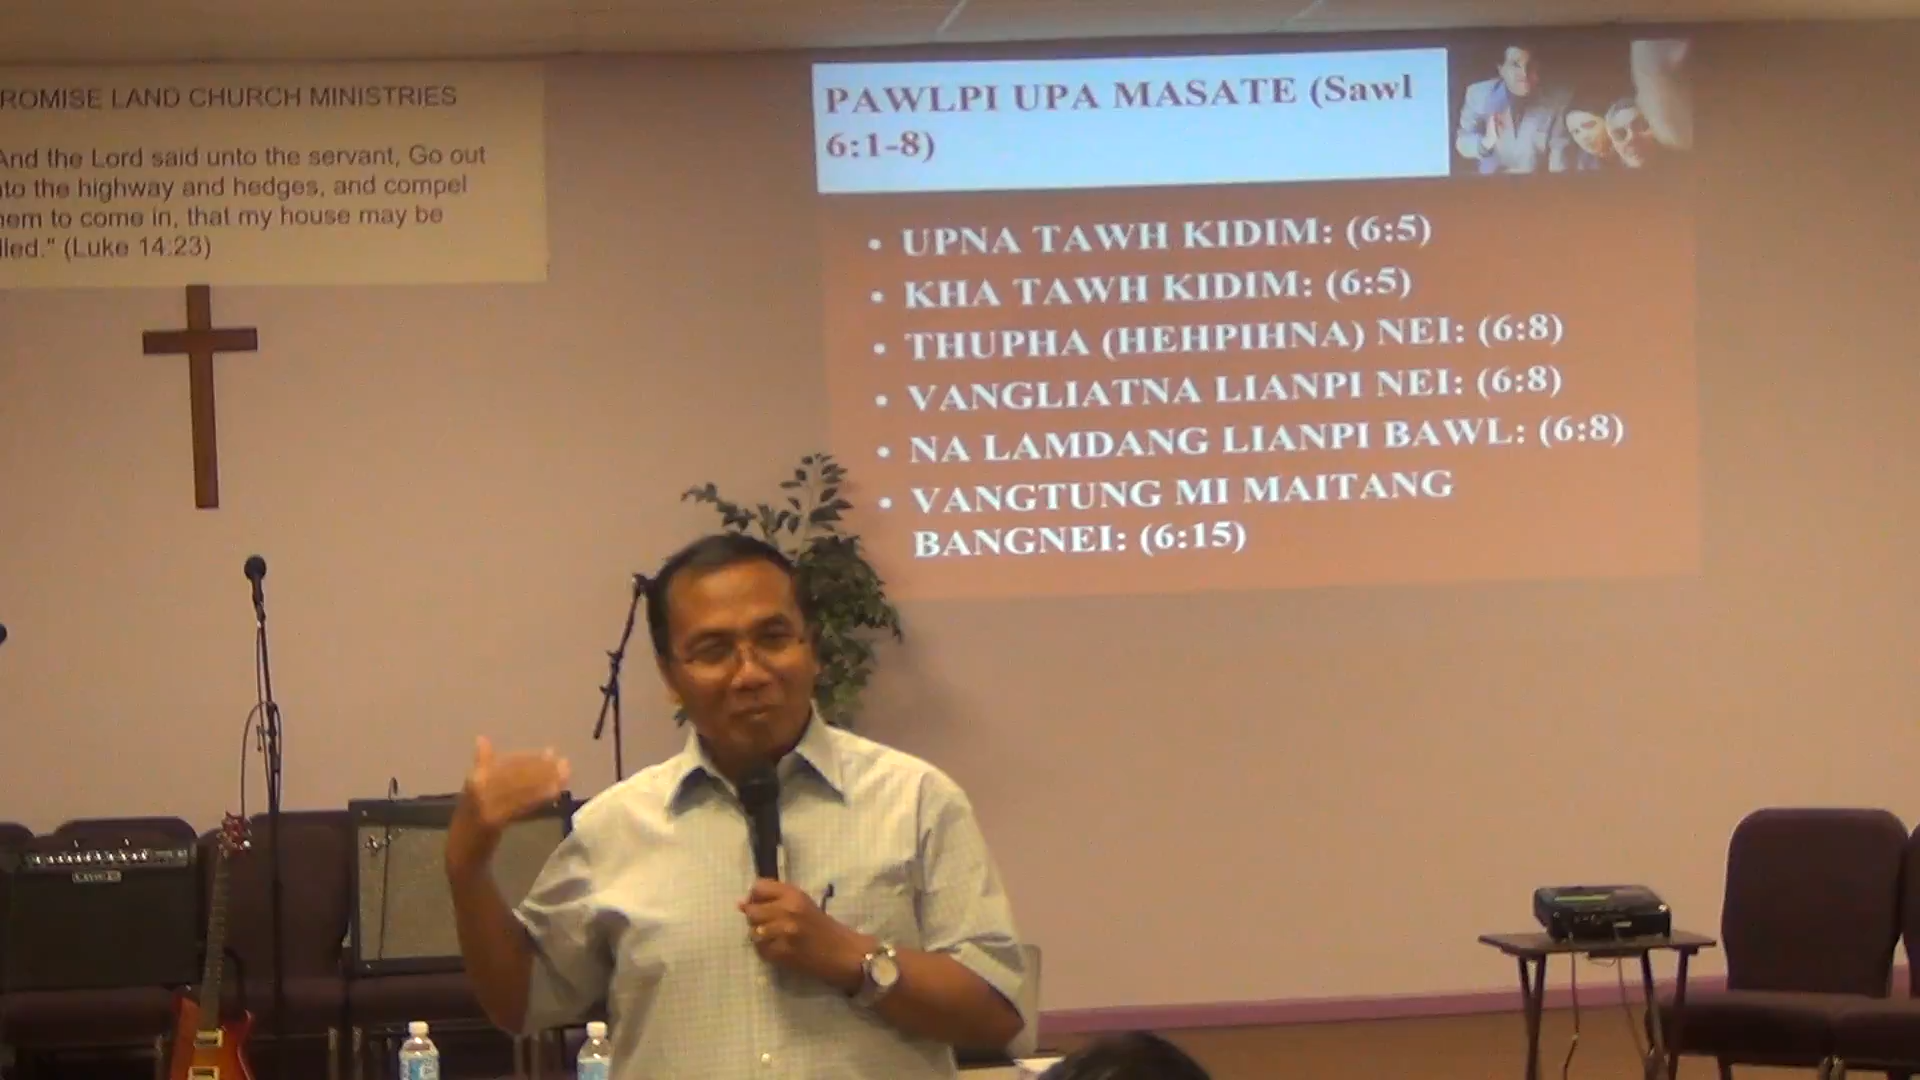 ROMISE LAND CHURCH MINISTRIES
And the Lord said unto the servant, Go out
nto the highway and hedges, and compel
hem to come in, that my house may be
lled." (Luke 14:23)
PAWLPI UPA MASATE (Sawl
6:1-8)
• UPNA TAWH KIDIM: (6:5)
• KHA TAWH KIDIM: (6:5)
• THUPHA (HEHPIHNA) NEI: (6:8)
• VANGLIATNA LIANPI NEI: (6:8)
• NA LAMDANG LIANPI BAWL: (6:8)
• VANGTUNG MI MAITANG
BANGNEI: (6:15)